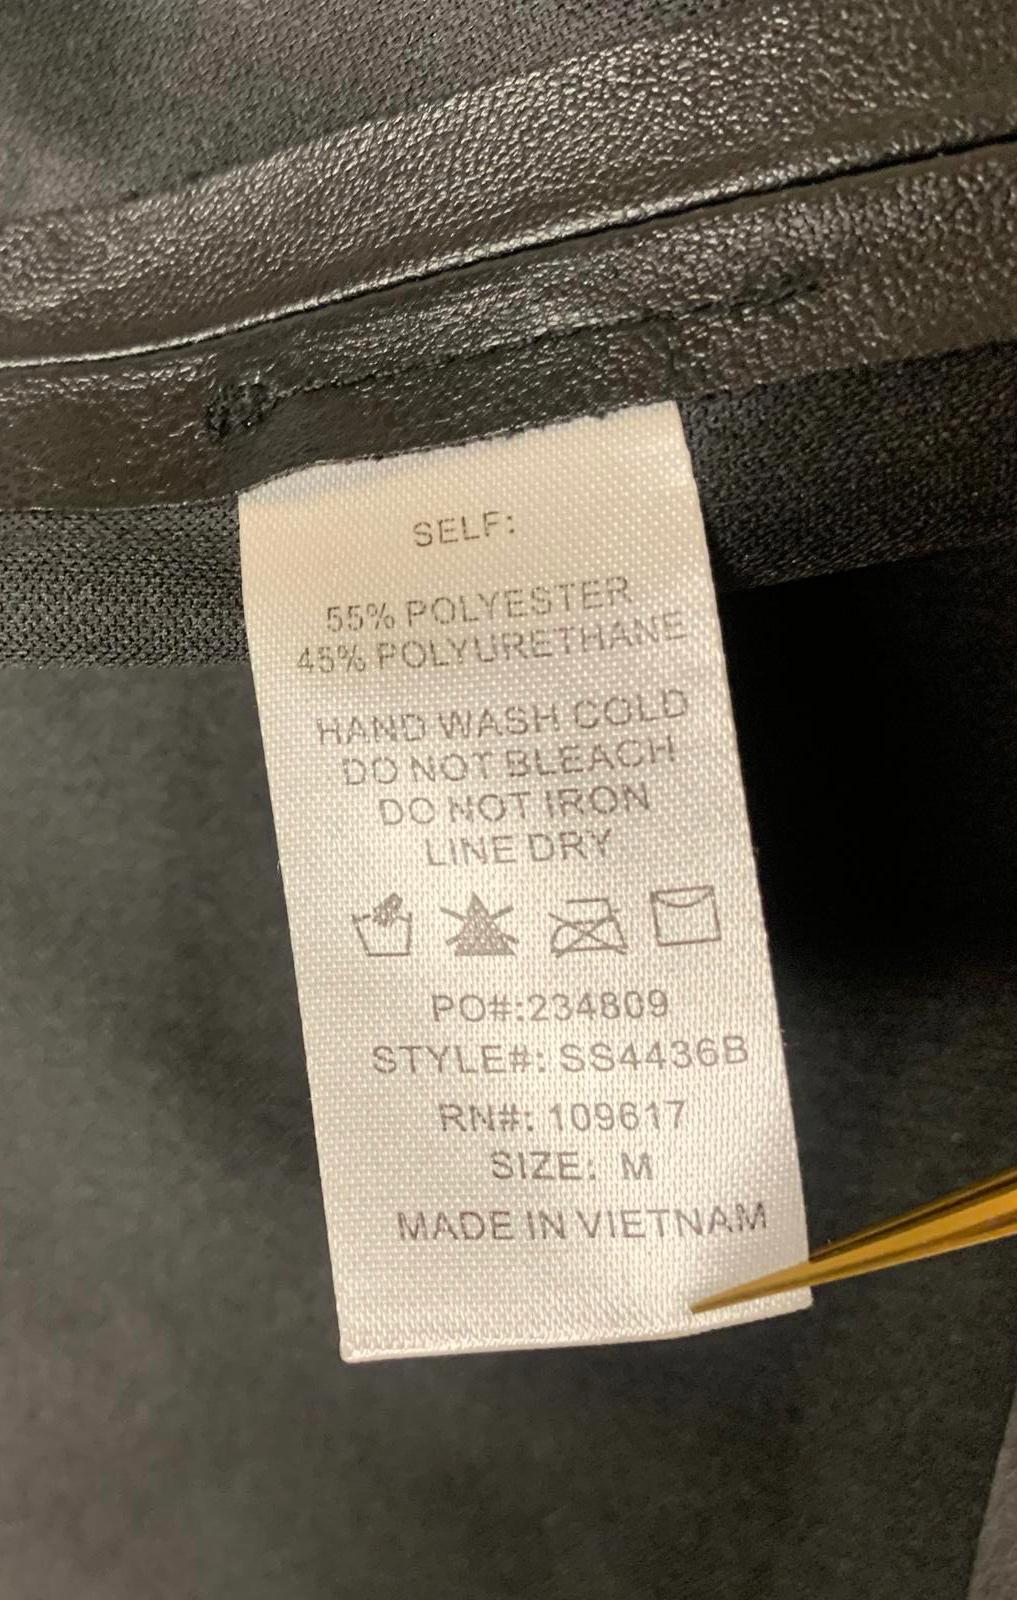 SELF:
55% POLYESTER
45% POLYURETHANE
HAND WASH COLD
DO NOT BLEACH
DO NOT IRON
LINE DRY
PO#:234809
STYLE#: SS4436B
RN#: 109617
SIZE: M
MADE IN VIETNAM